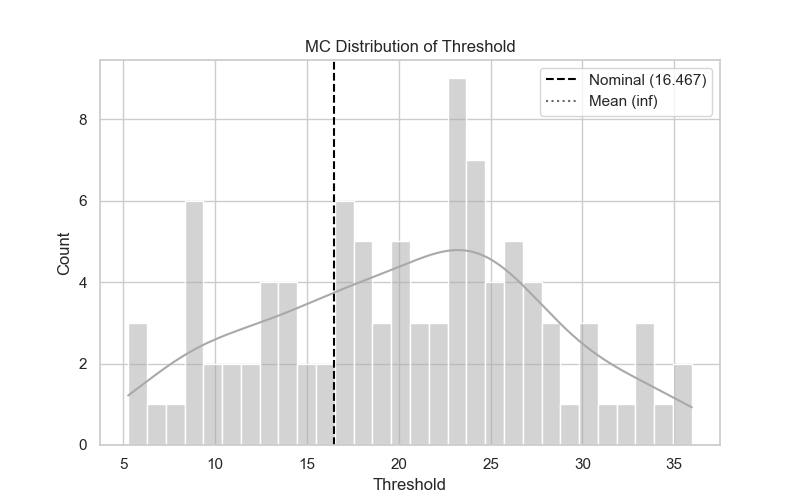 MC Distribution of Threshold
Nominal (16.467)
Mean (inf)
Count
8
6
4
2
0
5 10 15 20 25 30 35
Threshold